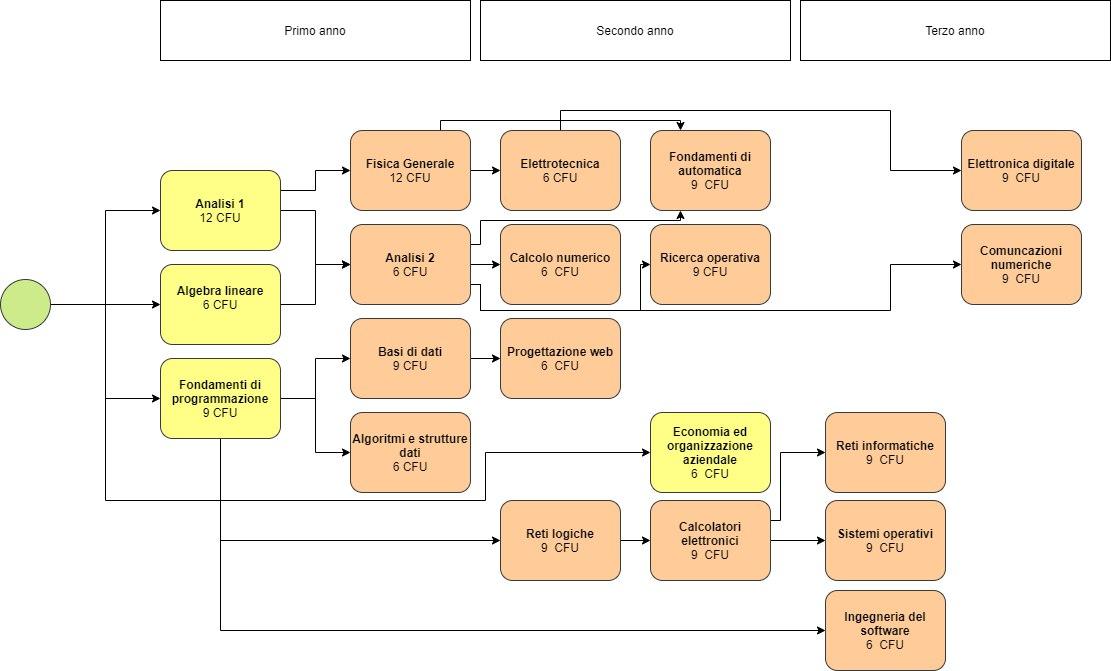 Primo anno
Secondo anno
Terzo anno
Fisica Generale
12 CFU
Elettrotecnica
6 CFU
Fondamenti di
automatica
9 CFU
Elettronica digitale
9 CFU
Analisi 1
12 CFU
Analisi 2
6 CFU
Calcolo numerico
6 CFU
Ricerca operativa
9 CFU
Comuncazioni
numeriche
9 CFU
Algebra lineare
6 CFU
Basi di dati
9 CFU
Progettazione web
6 CFU
Fondamenti di
programmazione
9 CFU
Algoritmi e strutture
dati
6 CFU
Economia ed
organizzazione
aziendale
6 CFU
Reti informatiche
9 CFU
Reti logiche
9 CFU
Calcolatori
elettronici
9 CFU
Sistemi operativi
9 CFU
Ingegneria del
software
6 CFU